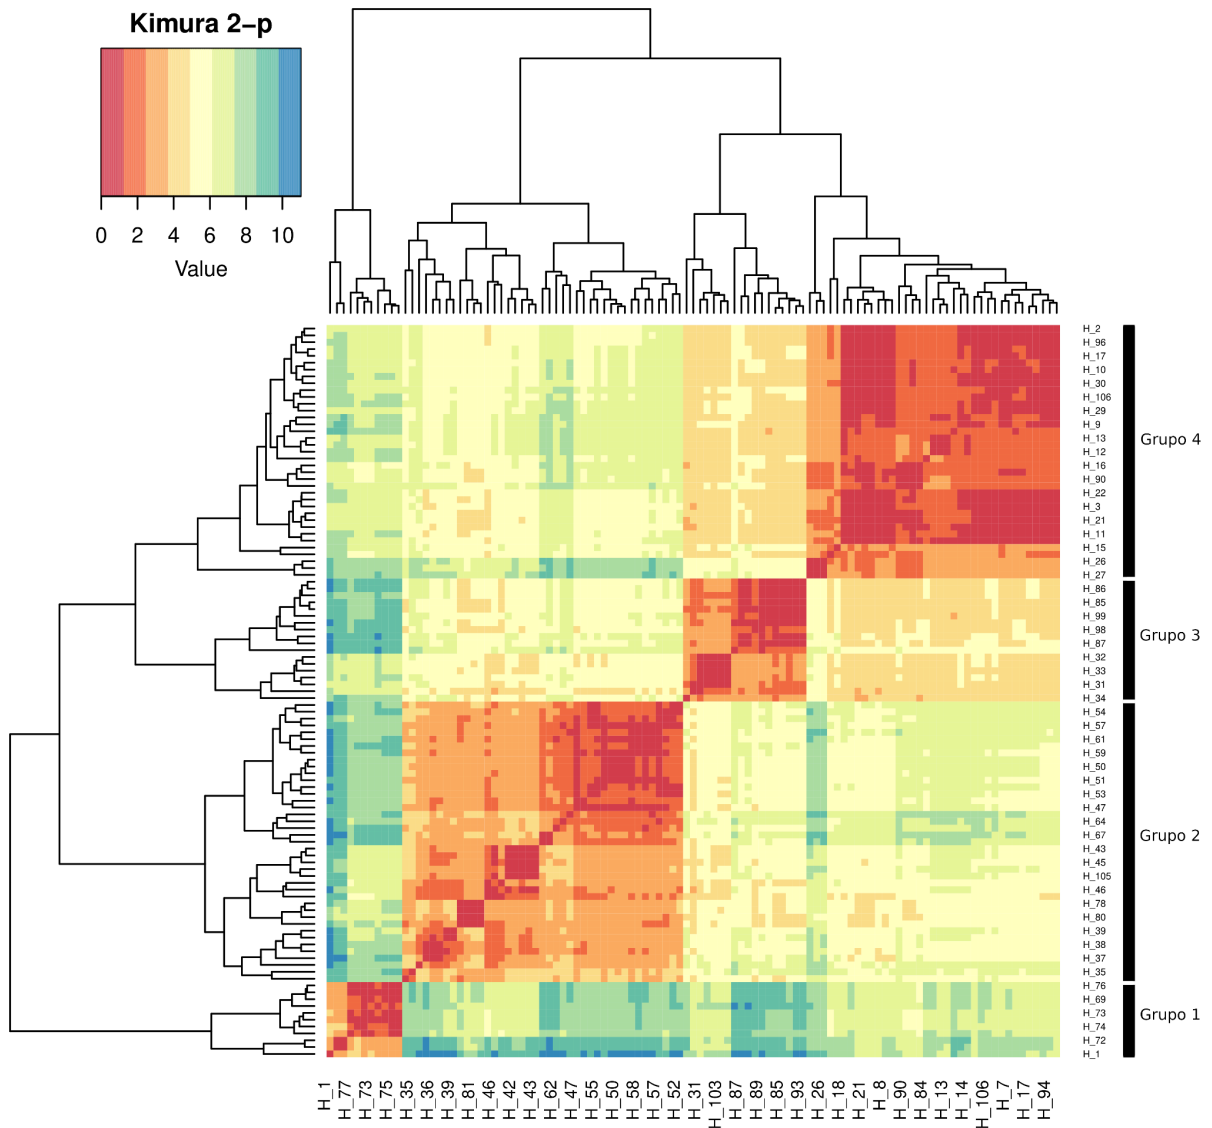 Kimura 2−p
0 2 4 6 8 10
Value
H_2
H_96
H_17
H_10
H_30
H_106
H_29
H_9
H_13
H_12
H_16
H_90
H_22
H_3
H_21
H_11
H_15
H_26
H_27
H_86
H_85
H_99
H_98
H_87
H_32
H_33
H_31
H_34
H_54
H_57
H_61
H_59
H_50
H_51
H_53
H_47
H_64
H_67
H_43
H_45
H_105
H_46
H_78
H_80
H_39
H_38
H_37
H_35
H_76
H_69
H_73
H_74
H_72
H_1
Grupo 4
Grupo 3
Grupo 2
Grupo 1
H_1
H_77
H_73
H_75
H_35
H_36
H_39
H_81
H_46
H_42
H_43
H_62
H_47
H_55
H_50
H_58
H_57
H_52
H_31
H_103
H_87
H_89
H_85
H_93
H_26
H_18
H_21
H_8
H_90
H_84
H_13
H_14
H_106
H_7
H_17
H_94